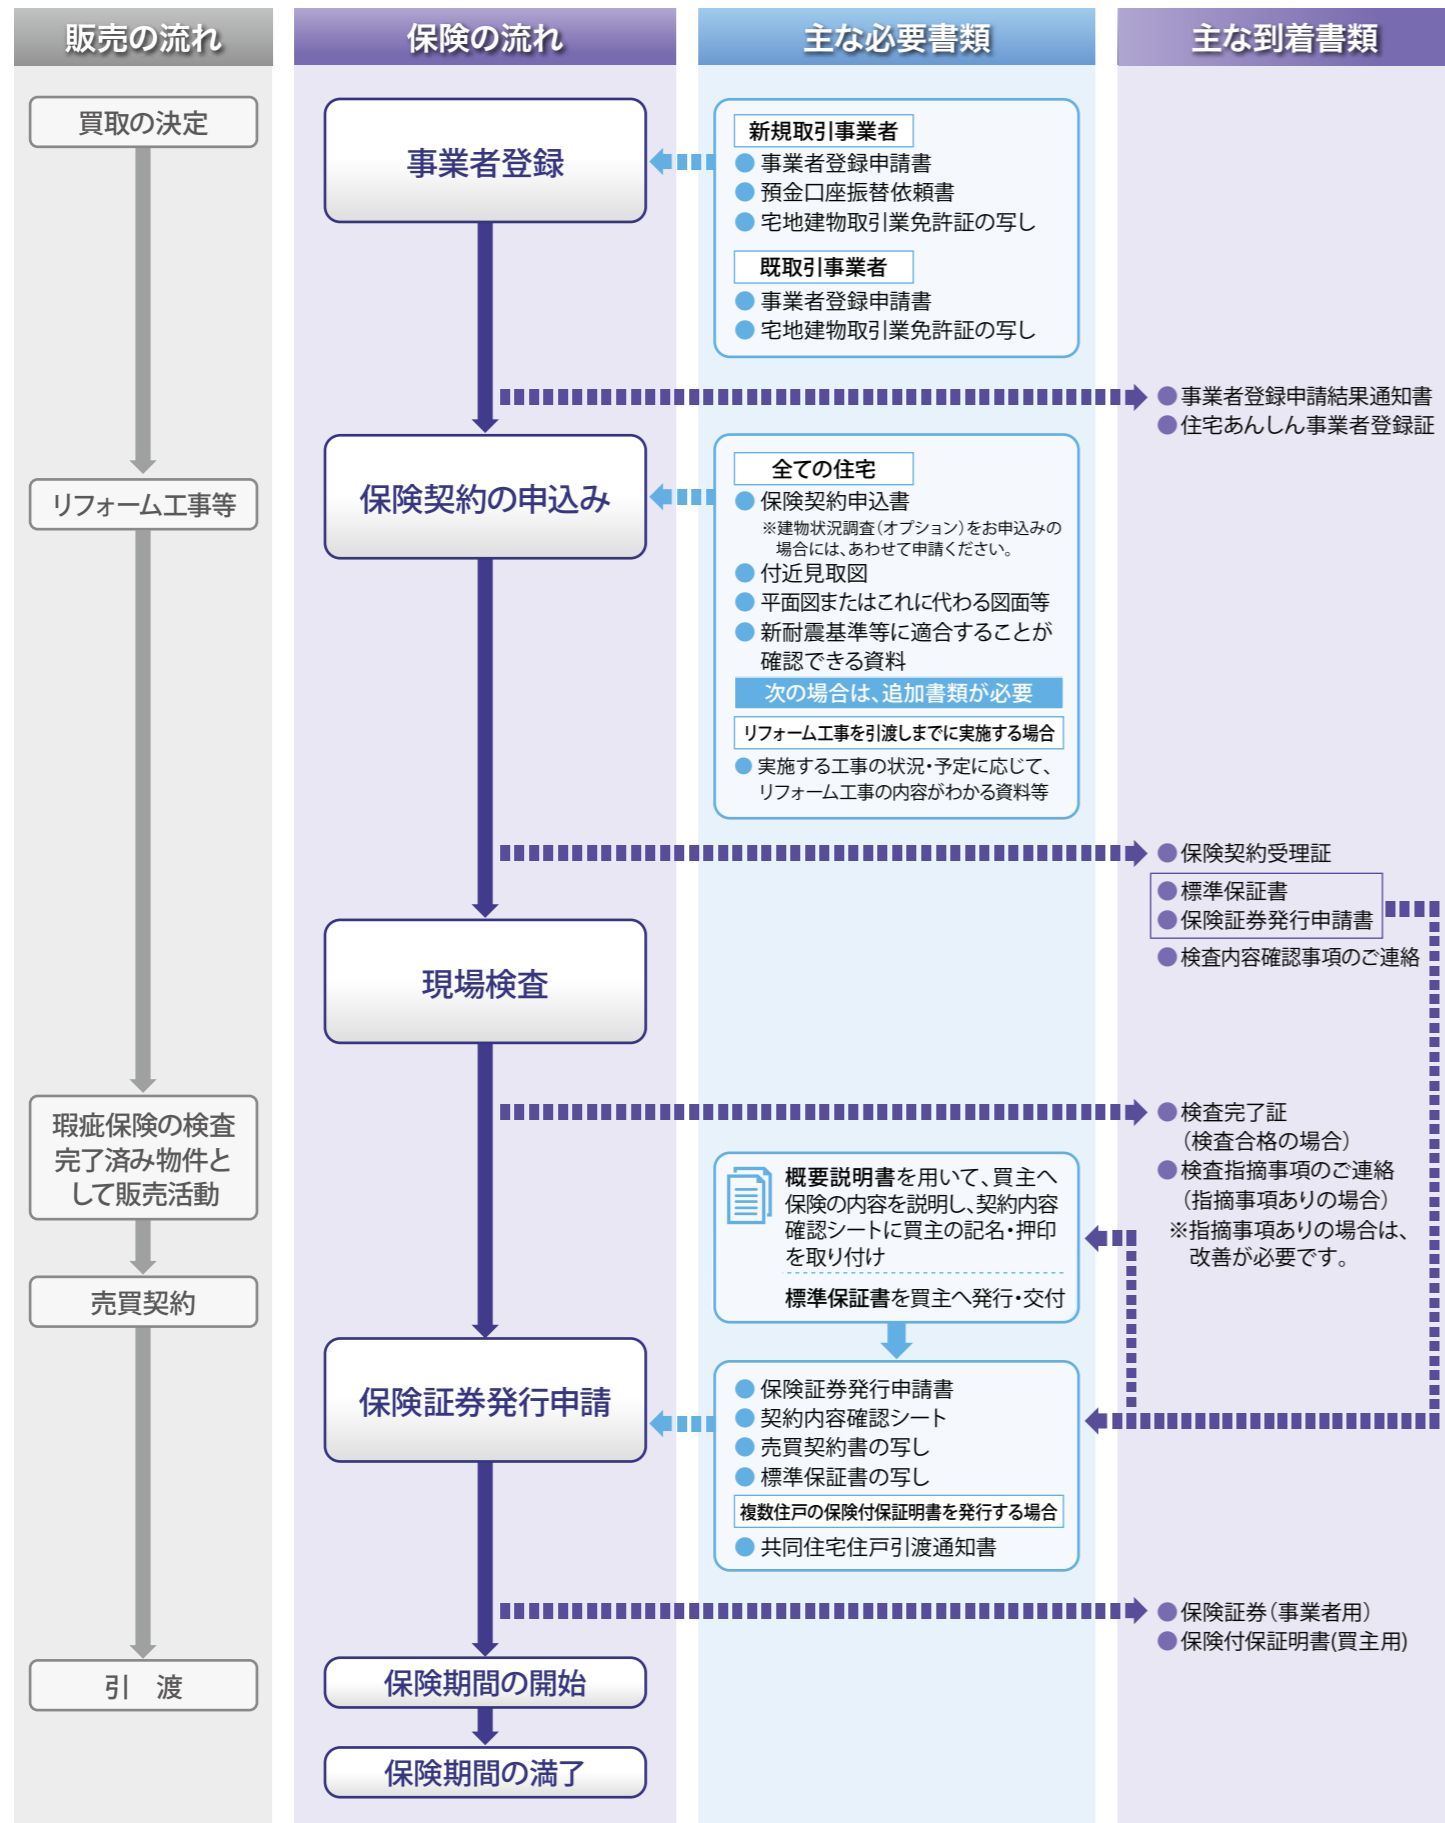 販売の流れ
買取の決定
リフォーム工事等
瑕疵保険の検査
完了済み物件と
して販売活動
売買契約
引　渡
保険の流れ
事業者登録
保険契約の申込み
現場検査
保険証券発行申請
保険期間の開始
保険期間の満了
主な必要書類
新規取引事業者
●事業者登録申請書
●預金口座振替依頼書
●宅地建物取引業免許証の写し
既取引事業者
●事業者登録申請書
●宅地建物取引業免許証の写し
全ての住宅
●保険契約申込書
※建物状況調査(オプション)をお申込みの
場合には、あわせて申請ください。
●付近見取図
●平面図またはこれに代わる図面等
●新耐震基準等に適合することが
確認できる資料
次の場合は、追加書類が必要
リフォーム工事を引渡しまでに実施する場合
●実施する工事の状況・予定に応じて、
リフォーム工事の内容がわかる資料等
概要説明書を用いて、買主へ
保険の内容を説明し、契約内容
確認シートに買主の記名・押印
を取り付け
標準保証書を買主へ発行・交付
●保険証券発行申請書
●契約内容確認シート
●売買契約書の写し
●標準保証書の写し
複数住戸の保険付保証明書を発行する場合
●共同住宅住戸引渡通知書
主な到着書類
●事業者登録申請結果通知書
●住宅あんしん事業者登録証
●保険契約受理証
●標準保証書
●保険証券発行申請書
●検査内容確認事項のご連絡
●検査完了証
(検査合格の場合)
●検査指摘事項のご連絡
(指摘事項ありの場合)
※指摘事項ありの場合は、
改善が必要です。
●保険証券(事業者用)
●保険付保証明書(買主用)